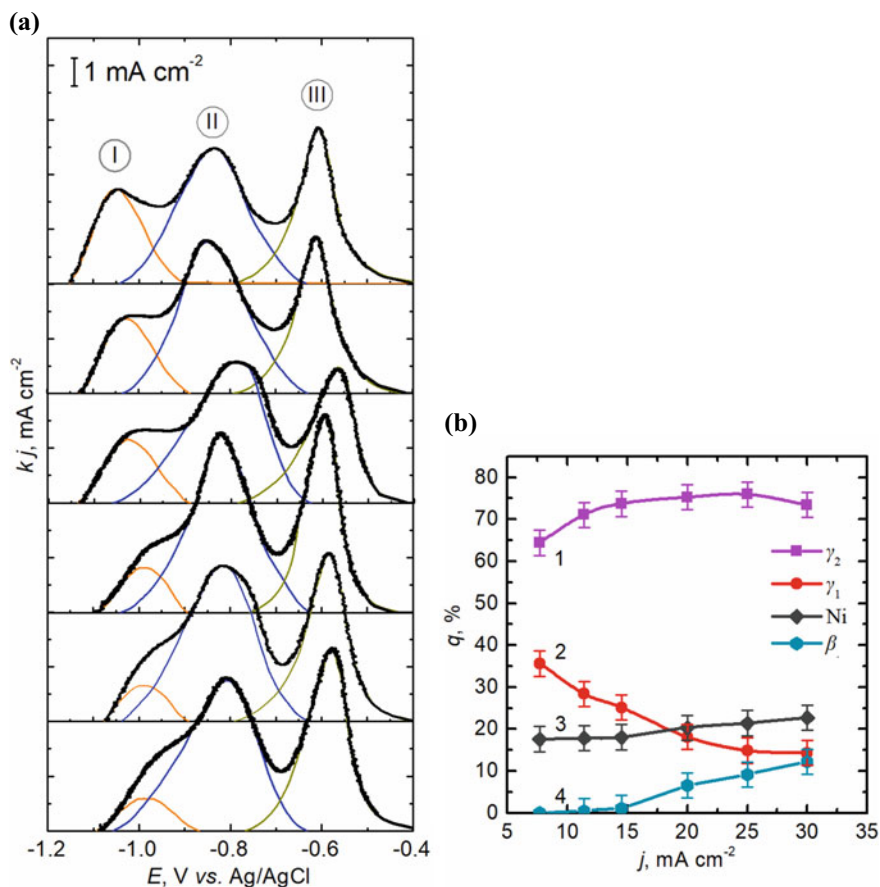 (a)
1 mA cm⁻²
I
II
III
k j, mA cm⁻²
-1.2 -1.0 -0.8 -0.6 -0.4
E, V vs. Ag/AgCl
(b)
80
70
60
50
40
30
20
10
0
q, %
1
2
3
4
γ₂
γ₁
Ni
β.
5 10 15 20 25 30 35
j, mA cm⁻²